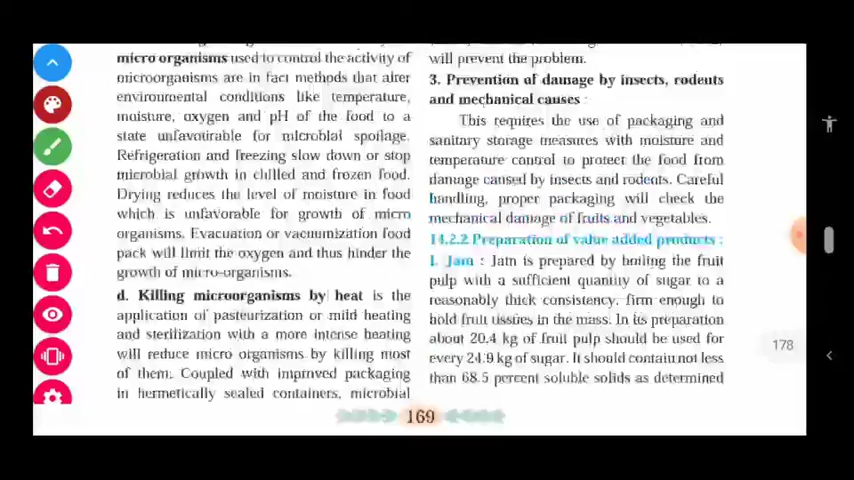 micro organisms used to control the activity of
microorganisms are in fact methods that alter
environmental conditions like temperature,
moisture, oxygen and pH of the food to a
state unfavourable for microbial spoilage.
Refrigeration and freezing slow down or stop
microbial growth in chilled and frozen food.
Drying reduces the level of moisture in food
which is unfavorable for growth of micro
organisms. Evacuation or vacuumization food
pack will limit the oxygen and thus hinder the
growth of micro-organisms.
d. Killing microorganisms by heat is the
application of pasteurization or mild heating
and sterilization with a more intense heating
will reduce micro organisms by killing most
of them. Coupled with improved packaging
in hermetically sealed containers, microbial
will prevent the problem.
3. Prevention of damage by insects, rodents
and mechanical causes :
This requires the use of packaging and
sanitary storage measures with moisture and
temperature control to protect the food from
damage caused by insects and rodents. Careful
handling, proper packaging will check the
mechanical damage of fruits and vegetables.
14.2.2 Preparation of value added products :
I. Jam : Jam is prepared by boiling the fruit
pulp with a sufficient quantity of sugar to a
reasonably thick consistency, firm enough to
hold fruit tissues in the mass. In its preparation
about 20.4 kg of fruit pulp should be used for
every 24.9 kg of sugar. It should contain not less
than 68.5 percent soluble solids as determined
169
178